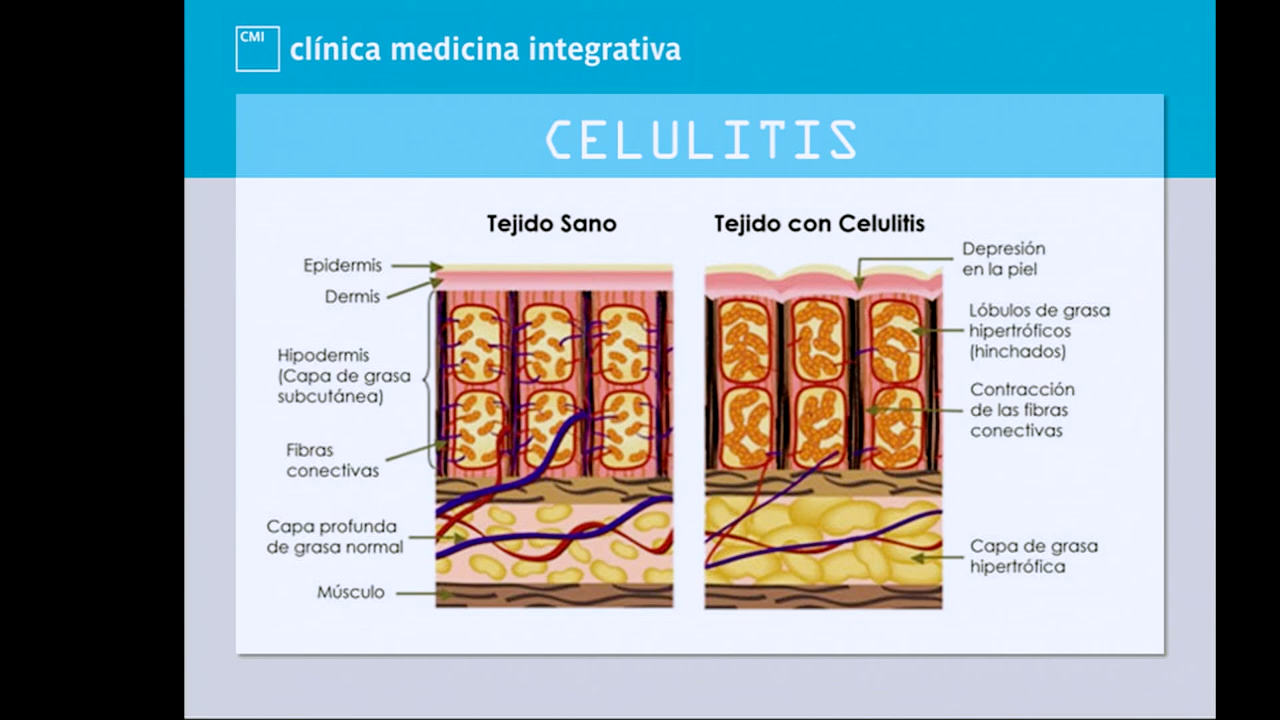 CMI
clínica medicina integrativa
CELULITIS
Tejido Sano
Epidermis
Dermis
Hipodermis
(Capa de grasa
subcutánea)
Fibras
conectivas
Capa profunda
de grasa normal
Músculo
Tejido con Celulitis
Depresión
en la piel
Lóbulos de grasa
hipertróficos
(hinchados)
Contracción
de las fibras
conectivas
Capa de grasa
hipertrófica